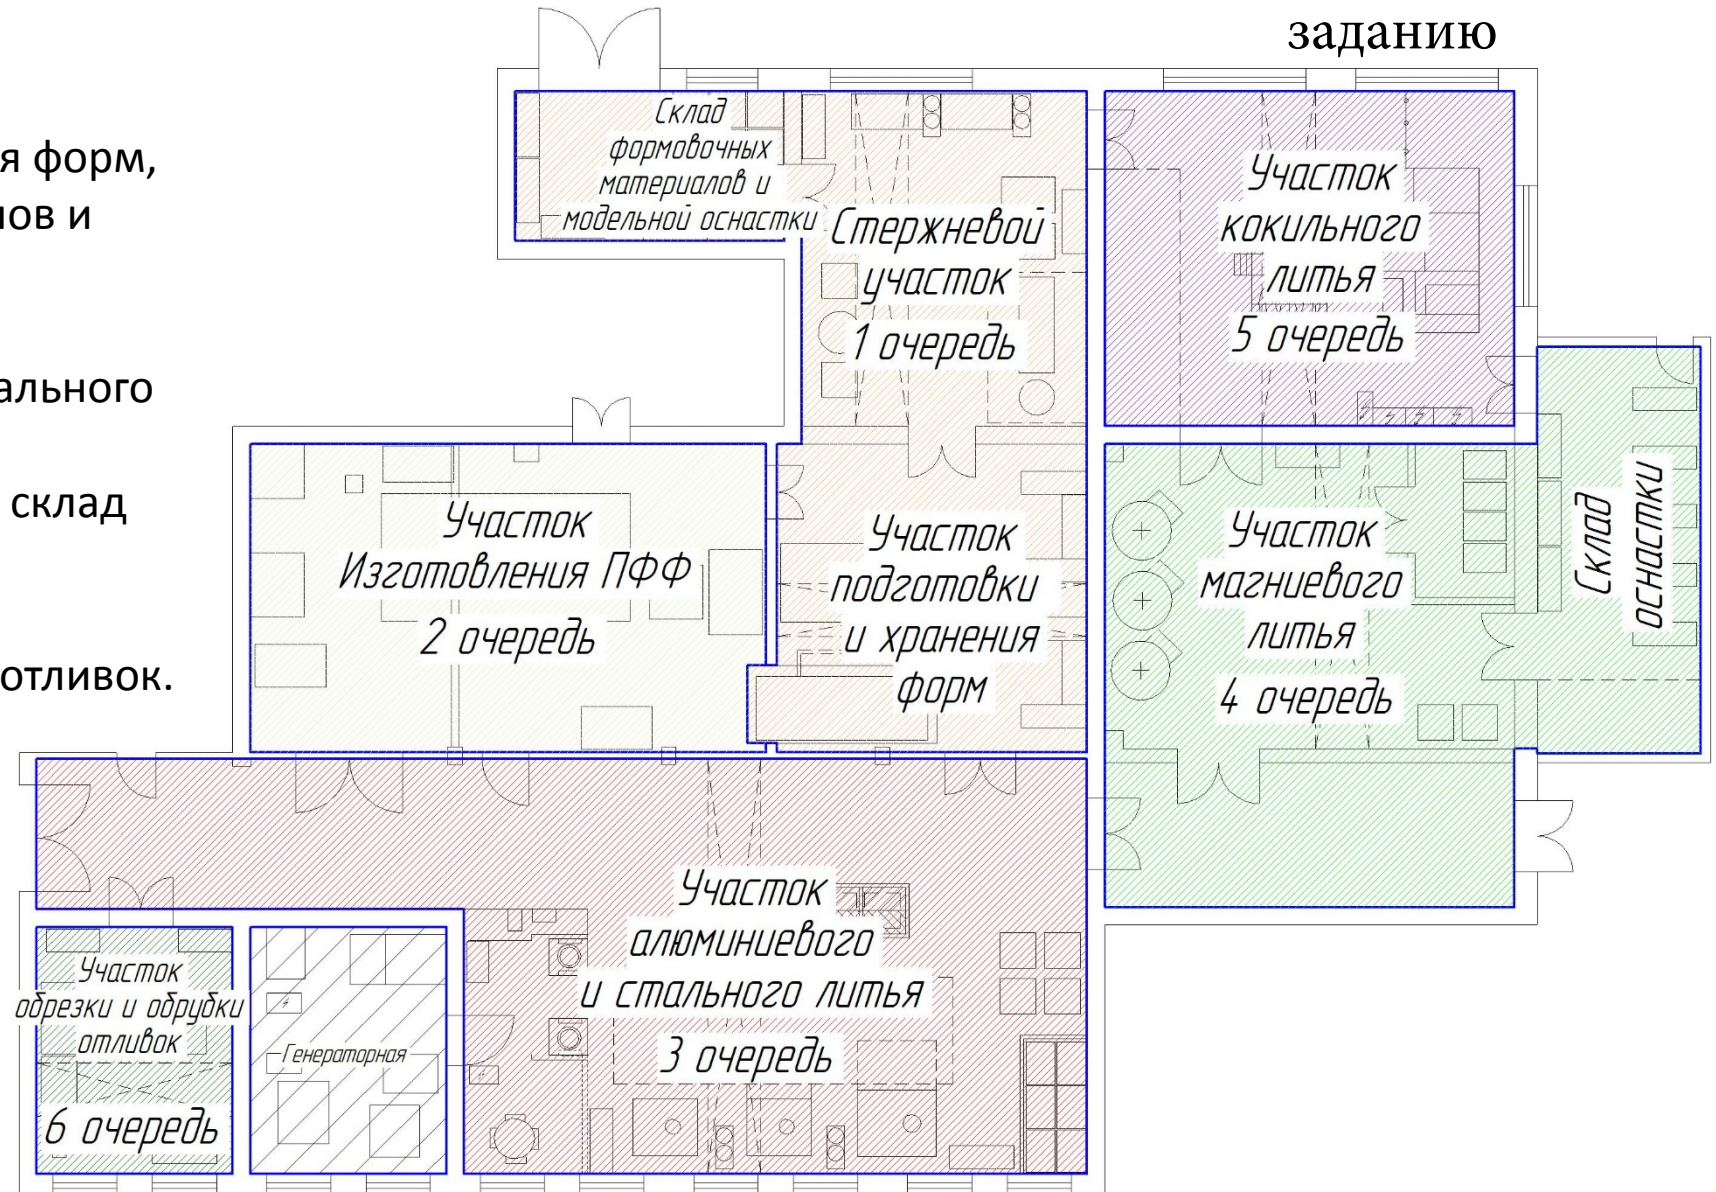 заданию
я форм,
лов и
ального
склад
отливок.
Склад
формовочных
материалов и
модельной оснастки
Стержневой
участок
1 очередь
Участок
кокильного
литья
5 очередь
Участок
Изготовления ПФФ
2 очередь
Участок
подготовки
и хранения
форм
Участок
магниевого
литья
4 очередь
Склад
оснастки
Участок
алюминиевого
и стального литья
3 очередь
Участок
обрезки и обрубки
отливок
6 очередь
Генераторная